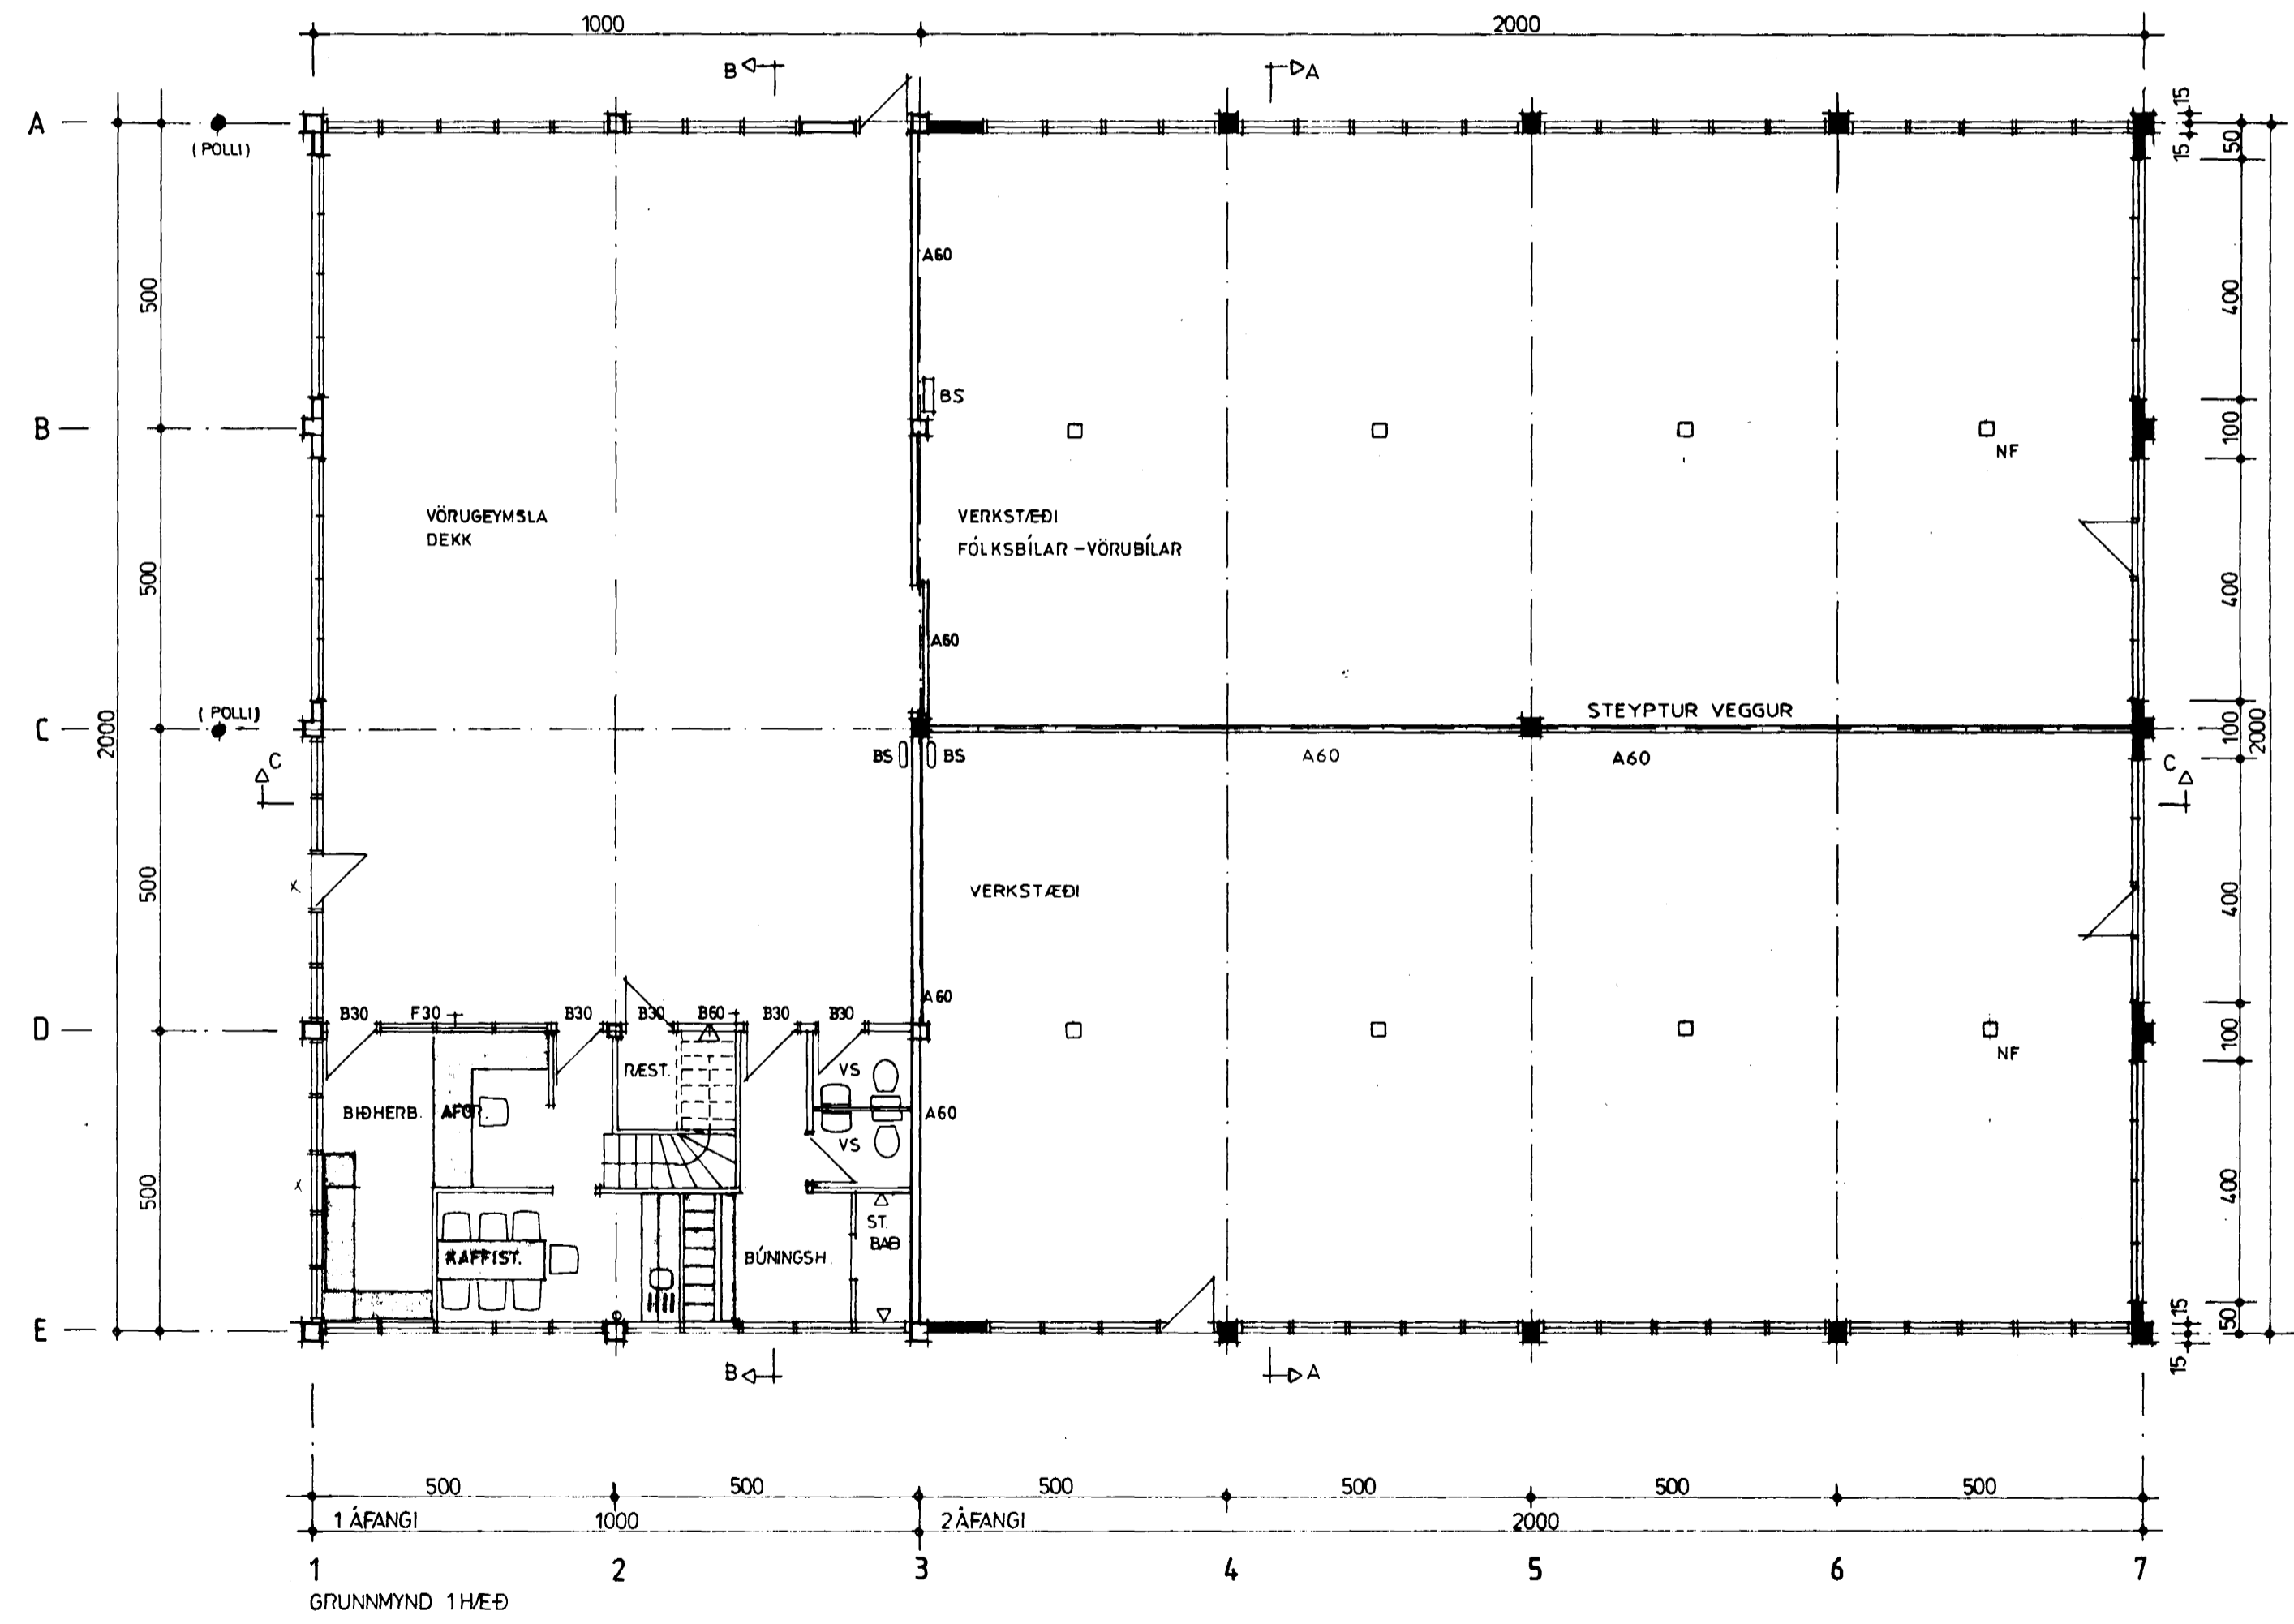 1000
2000
B
A
A
(POLLI)
15
15
50
500
A60
400
BS
B
100
NF
VÖRUGEYMSLA
DEKK
VERKSTÆÐI
FÓLKSBÍLAR - VÖRUBÍLAR
500
400
A60
(POLLI)
STEYPTUR VEGGUR
C
2000
100
2000
BS
BS
A60
A60
C
C
500
VERKSTÆÐI
400
A60
B30
F30
B30
B30
B60
B30
B30
D
100
NF
RÆST.
VS
BIÐHERB.
AFGR.
A60
VS
500
400
ST.
BAÐ
KAFFIST.
BÚNINGSH.
E
15
50
15
B
A
500
500
500
500
500
500
1 ÁFANGI
1000
2 ÁFANGI
2000
1
2
3
4
5
6
7
GRUNNMYND 1 HÆÐ